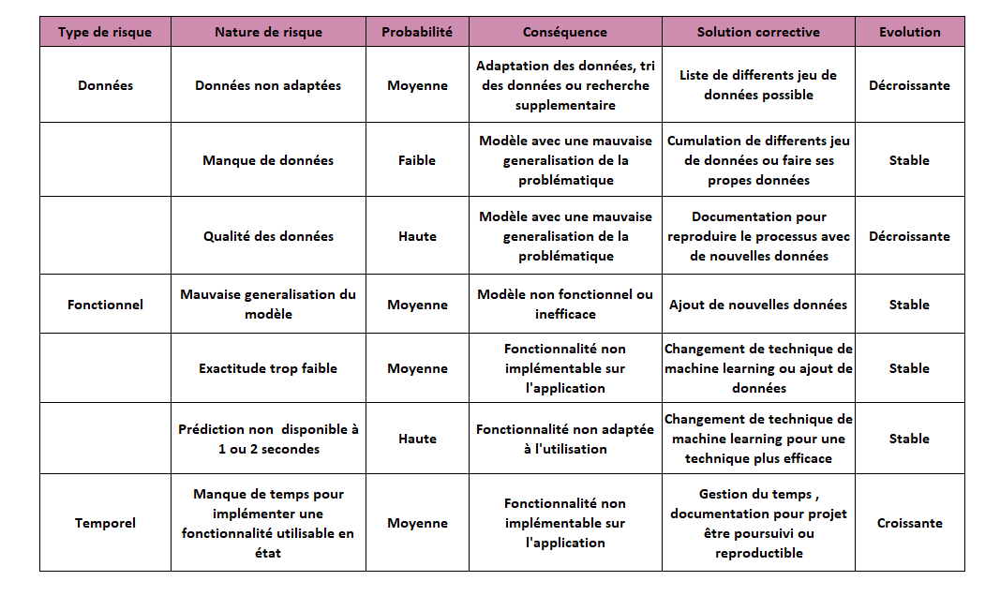 Type de risque
Nature de risque
Probabilité
Conséquence
Solution corrective
Evolution
Données
Données non adaptées
Moyenne
Adaptation des données, tri
des données ou recherche
supplementaire
Liste de differents jeu de
données possible
Décroissante
Manque de données
Faible
Modèle avec une mauvaise
generalisation de la
problématique
Cumulation de differents jeu
de données ou faire ses
propes données
Stable
Qualité des données
Haute
Modèle avec une mauvaise
generalisation de la
problématique
Documentation pour
reproduire le processus avec
de nouvelles données
Décroissante
Fonctionnel
Mauvaise generalisation du
modèle
Moyenne
Modèle non fonctionnel ou
inefficace
Ajout de nouvelles données
Stable
Exactitude trop faible
Moyenne
Fonctionnalité non
implémentable sur
l'application
Changement de technique de
machine learning ou ajout de
données
Stable
Prédiction non  disponible à
1 ou 2 secondes
Haute
Fonctionnalité non adaptée
à l'utilisation
Changement de technique de
machine learning pour une
technique plus efficace
Stable
Temporel
Manque de temps pour
implémenter une
fonctionnalité utilisable en
état
Moyenne
Fonctionnalité non
implémentable sur
l'application
Gestion du temps ,
documentation pour projet
être poursuivi ou
reproductible
Croissante